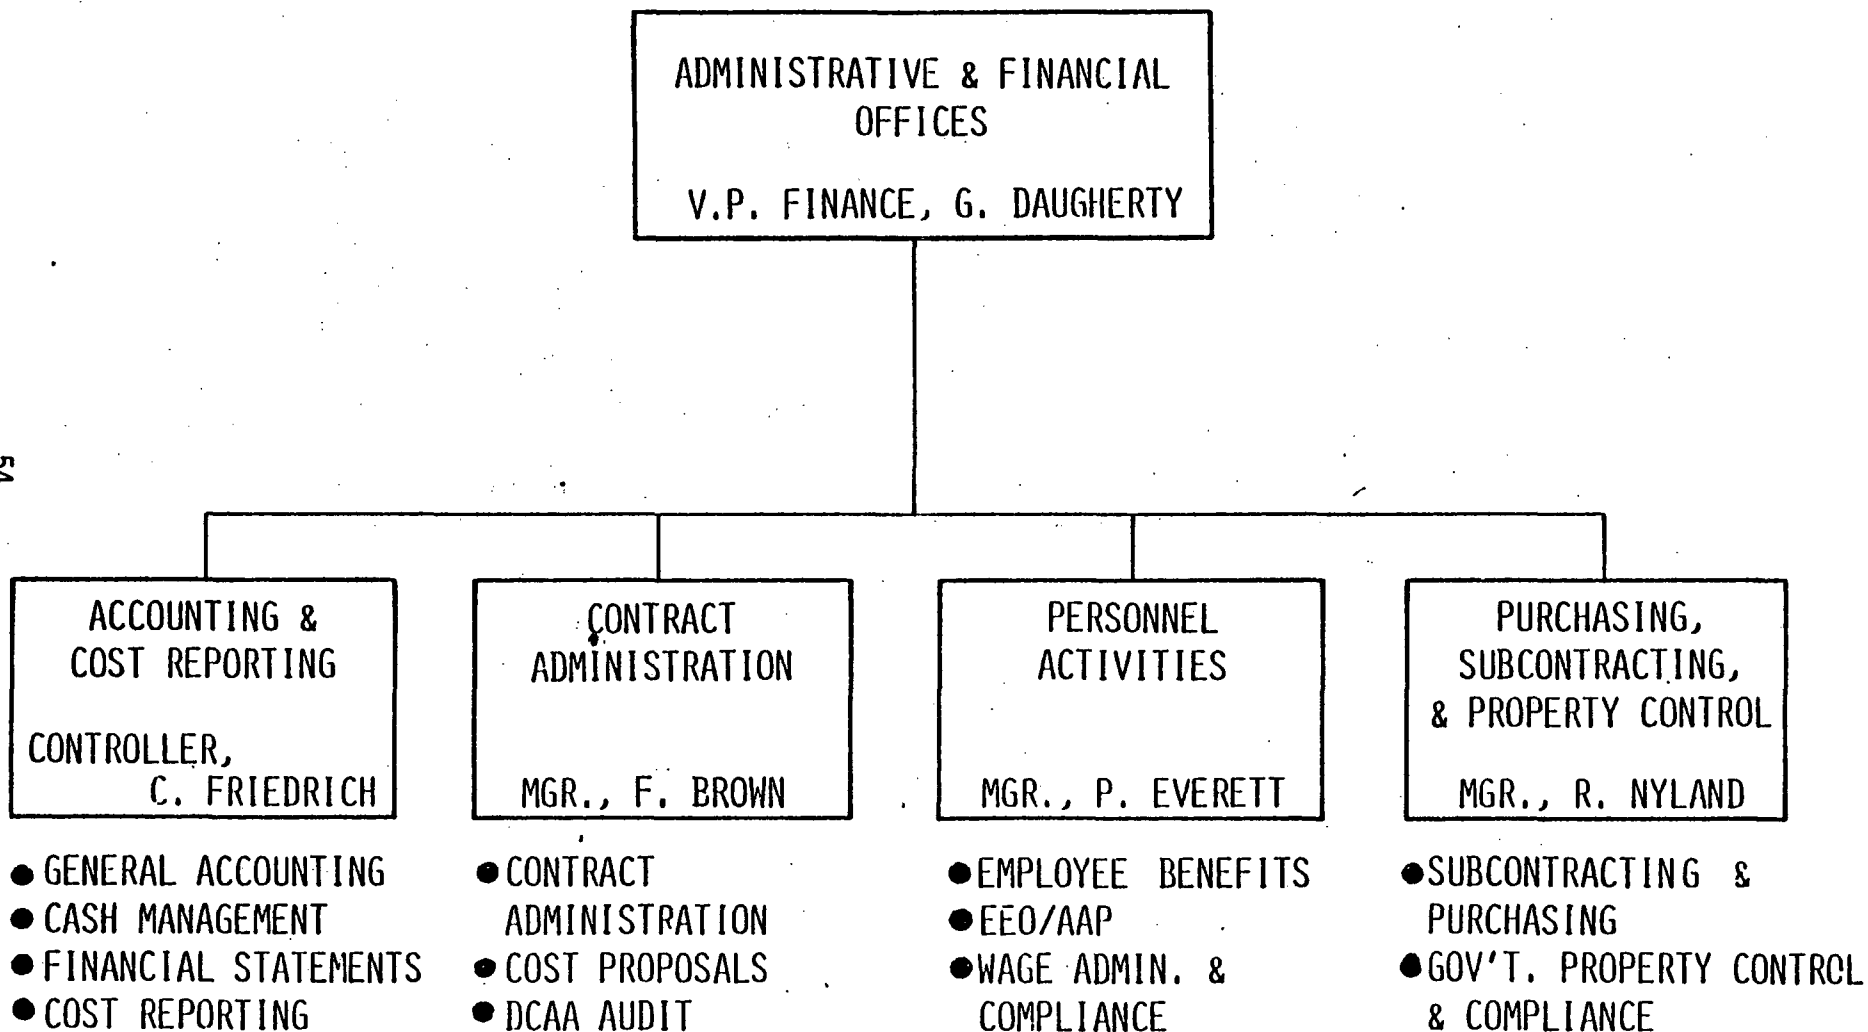 ADMINISTRATIVE & FINANCIAL
OFFICES
V.P. FINANCE, G. DAUGHERTY
54
ACCOUNTING &
COST REPORTING
CONTROLLER,
C. FRIEDRICH
● GENERAL ACCOUNTING
● CASH MANAGEMENT
● FINANCIAL STATEMENTS
● COST REPORTING
CONTRACT
ADMINISTRATION
MGR., F. BROWN
● CONTRACT
ADMINISTRATION
● COST PROPOSALS
● DCAA AUDIT
PERSONNEL
ACTIVITIES
MGR., P. EVERETT
● EMPLOYEE BENEFITS
● EEO/AAP
● WAGE ADMIN. &
COMPLIANCE
PURCHASING,
SUBCONTRACTING,
& PROPERTY CONTROL
MGR., R. NYLAND
● SUBCONTRACTING &
PURCHASING
● GOV'T. PROPERTY CONTROL
& COMPLIANCE